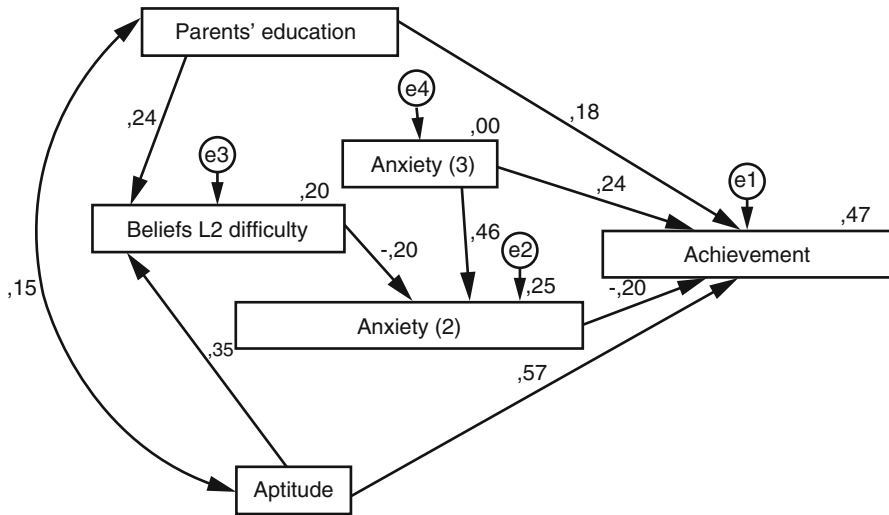 Parents' education
e4
,18
,24
,00
e3
Anxiety (3)
,24
e1
,20
,47
Beliefs L2 difficulty
-,20
,46
e2
Achievement
,15
,25
-,20
Anxiety (2)
,35
,57
Aptitude